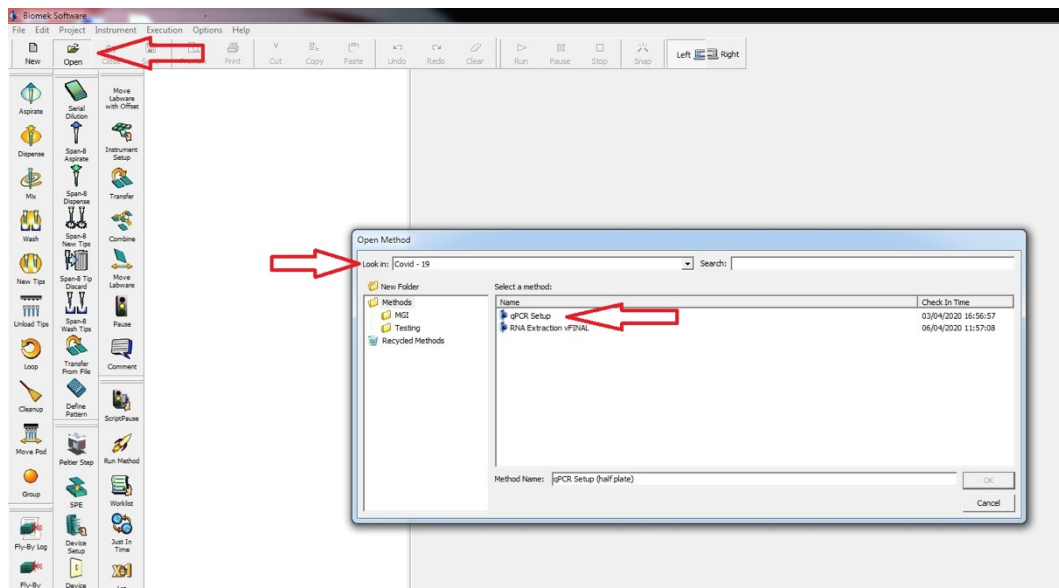 Biomek Software
File Edit Project Instrument Execution Options Help
New Open Print Cut Copy Paste Undo Redo Clear Run Pause Stop Snap Left Right
Aspirate
Dispense
Mix
Wash
New Tips
Unload Tips
Loop
Cleanup
Move Pod
Group
Fly-By Log
Fly-By
Serial
Dilution
Span-8
Aspirate
Span-8
Dispense
Span-8
New Tips
Span-8 Tip
Discard
Span-8
Wash Tips
Transfer
From File
Define
Pattern
Peltier Step
SPE
Device
Setup
Device
Move
Labware
with Offset
Instrument
Setup
Transfer
Combine
Move
Labware
Pause
Comment
ScriptPause
Run Method
Worklist
Just In
Time
Open Method
Look in: Covid - 19 Search:
New Folder
Methods
MGI
Testing
Recycled Methods
Select a method:
Name Check In Time
qPCR Setup 03/04/2020 16:56:57
RNA Extraction vFINAL 06/04/2020 11:57:08
Method Name: qPCR Setup (half plate) OK
Cancel